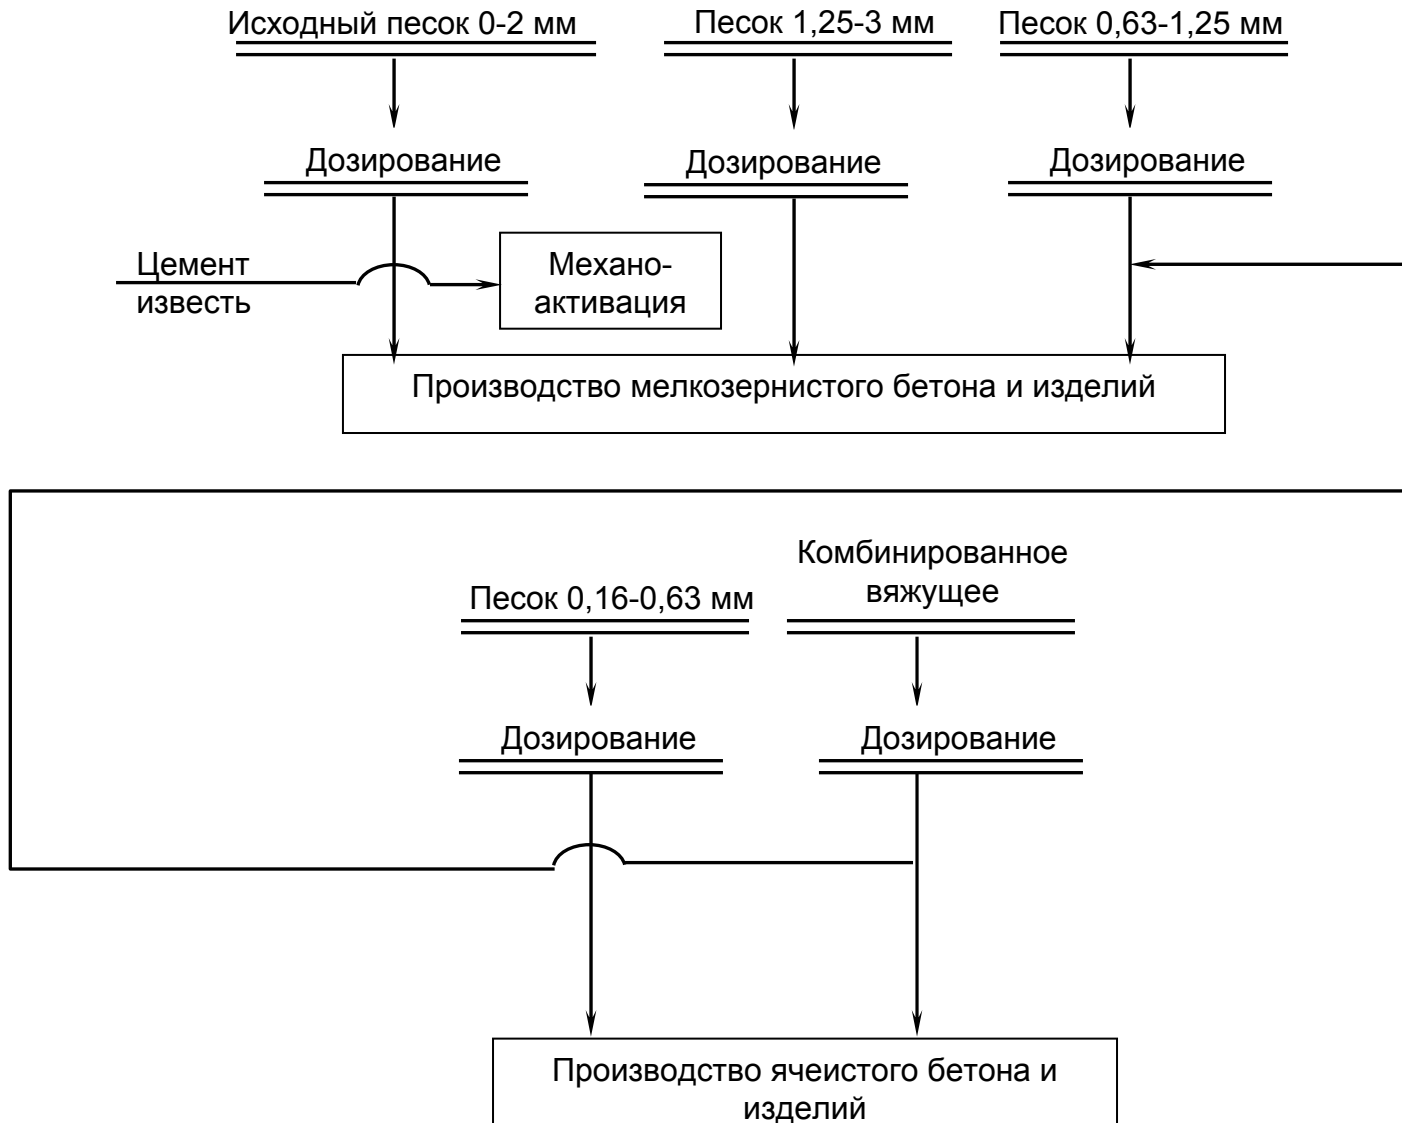 Исходный песок 0-2 мм
Песок 1,25-3 мм
Песок 0,63-1,25 мм
Дозирование
Дозирование
Дозирование
Цемент
известь
Механо-
активация
Производство мелкозернистого бетона и изделий
Песок 0,16-0,63 мм
Комбинированное
вяжущее
Дозирование
Дозирование
Производство ячеистого бетона и
изделий